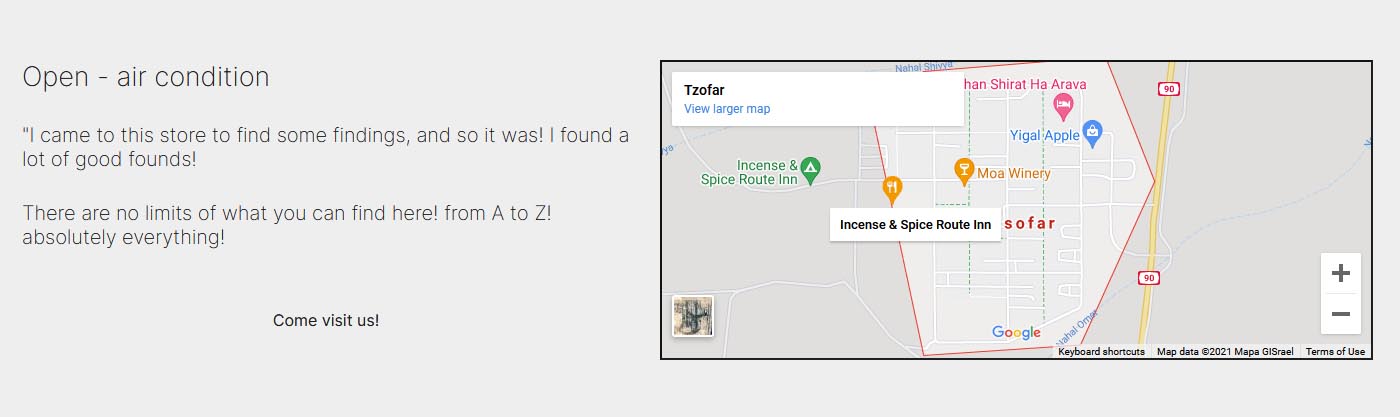 Open - air condition
"I came to this store to find some findings, and so it was! I found a
lot of good founds!
There are no limits of what you can find here! from A to Z!
absolutely everything!
Come visit us!
Tzofar
View larger map
Nahal Shivya
han Shirat Ha Arava
90
Yigal Apple
Incense &
Spice Route Inn
Moa Winery
Incense & Spice Route Inn
sofar
90
Nahal Omer
Google
Keyboard shortcuts
Map data ©2021 Mapa GISrael
Terms of Use